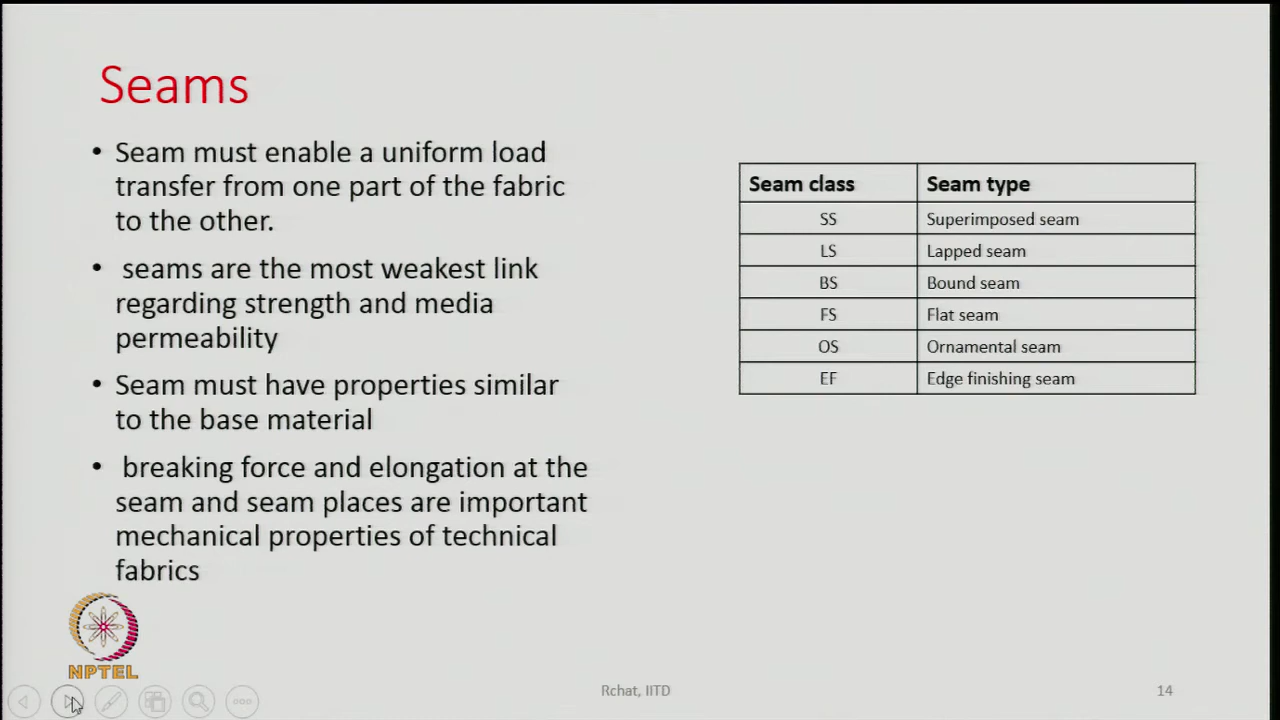 Seams
• Seam must enable a uniform load
transfer from one part of the fabric
to the other.
• seams are the most weakest link
regarding strength and media
permeability
• Seam must have properties similar
to the base material
• breaking force and elongation at the
seam and seam places are important
mechanical properties of technical
fabrics
Seam class Seam type
SS Superimposed seam
LS Lapped seam
BS Bound seam
FS Flat seam
OS Ornamental seam
EF Edge finishing seam
NPTEL
Rchat, IITD
14